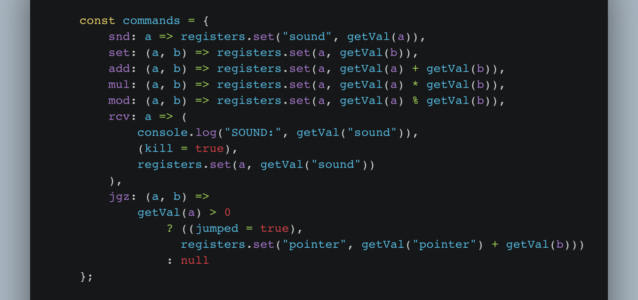 const commands = {
    snd: a => registers.set("sound", getVal(a)),
    set: (a, b) => registers.set(a, getVal(b)),
    add: (a, b) => registers.set(a, getVal(a) + getVal(b)),
    mul: (a, b) => registers.set(a, getVal(a) * getVal(b)),
    mod: (a, b) => registers.set(a, getVal(a) % getVal(b)),
    rcv: a => (
        console.log("SOUND:", getVal("sound")),
        (kill = true),
        registers.set(a, getVal("sound"))
    ),
    jgz: (a, b) =>
        getVal(a) > 0
            ? ((jumped = true),
              registers.set("pointer", getVal("pointer") + getVal(b)))
            : null
};